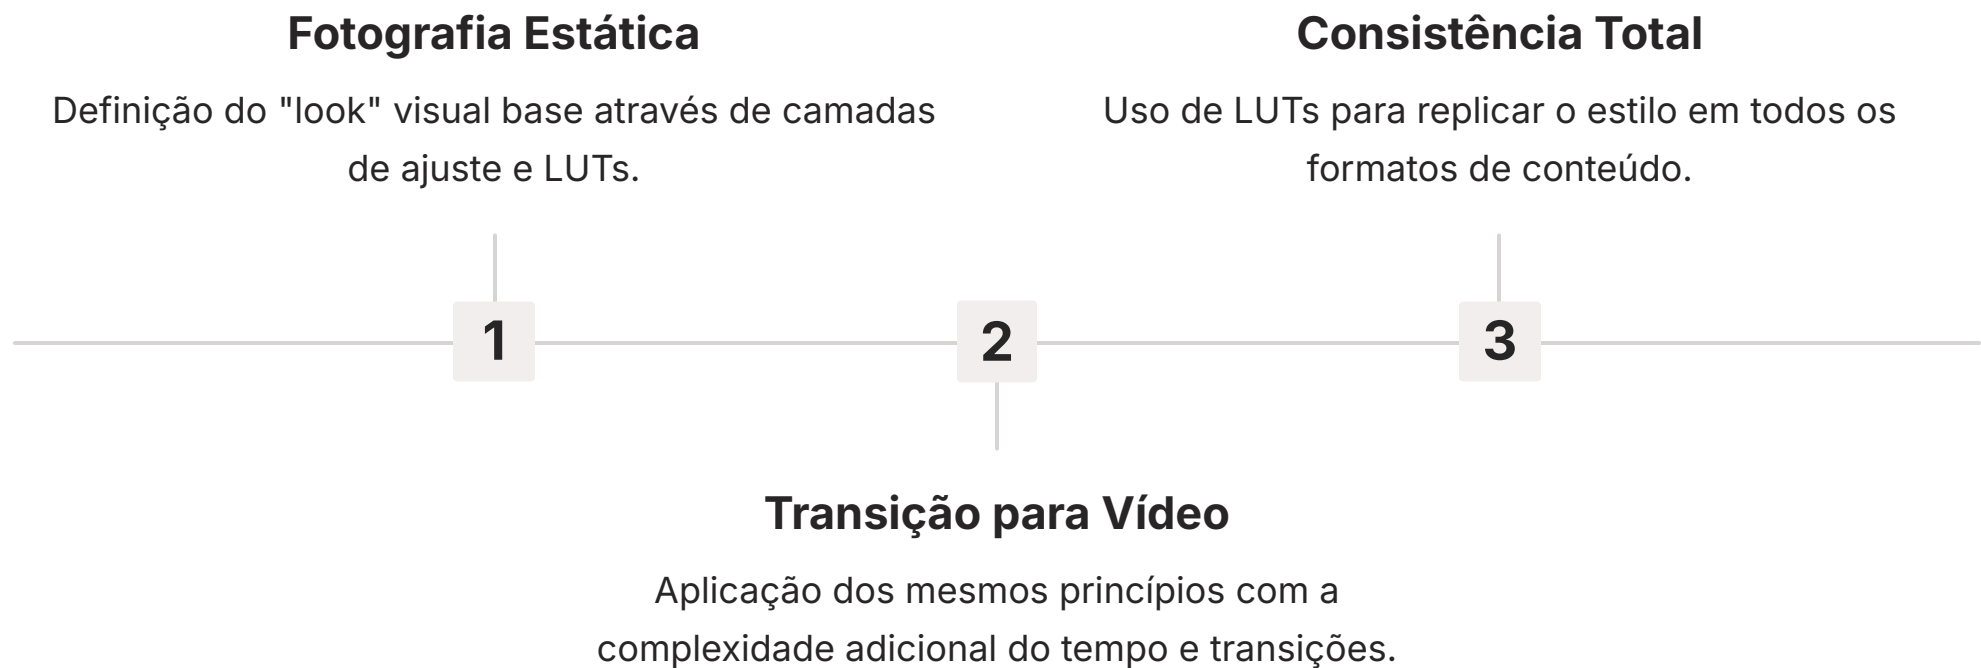 Fotografia Estática
Definição do "look" visual base através de camadas
de ajuste e LUTs.
1
2
Transição para Vídeo
Aplicação dos mesmos princípios com a
complexidade adicional do tempo e transições.
Consistência Total
Uso de LUTs para replicar o estilo em todos os
formatos de conteúdo.
3